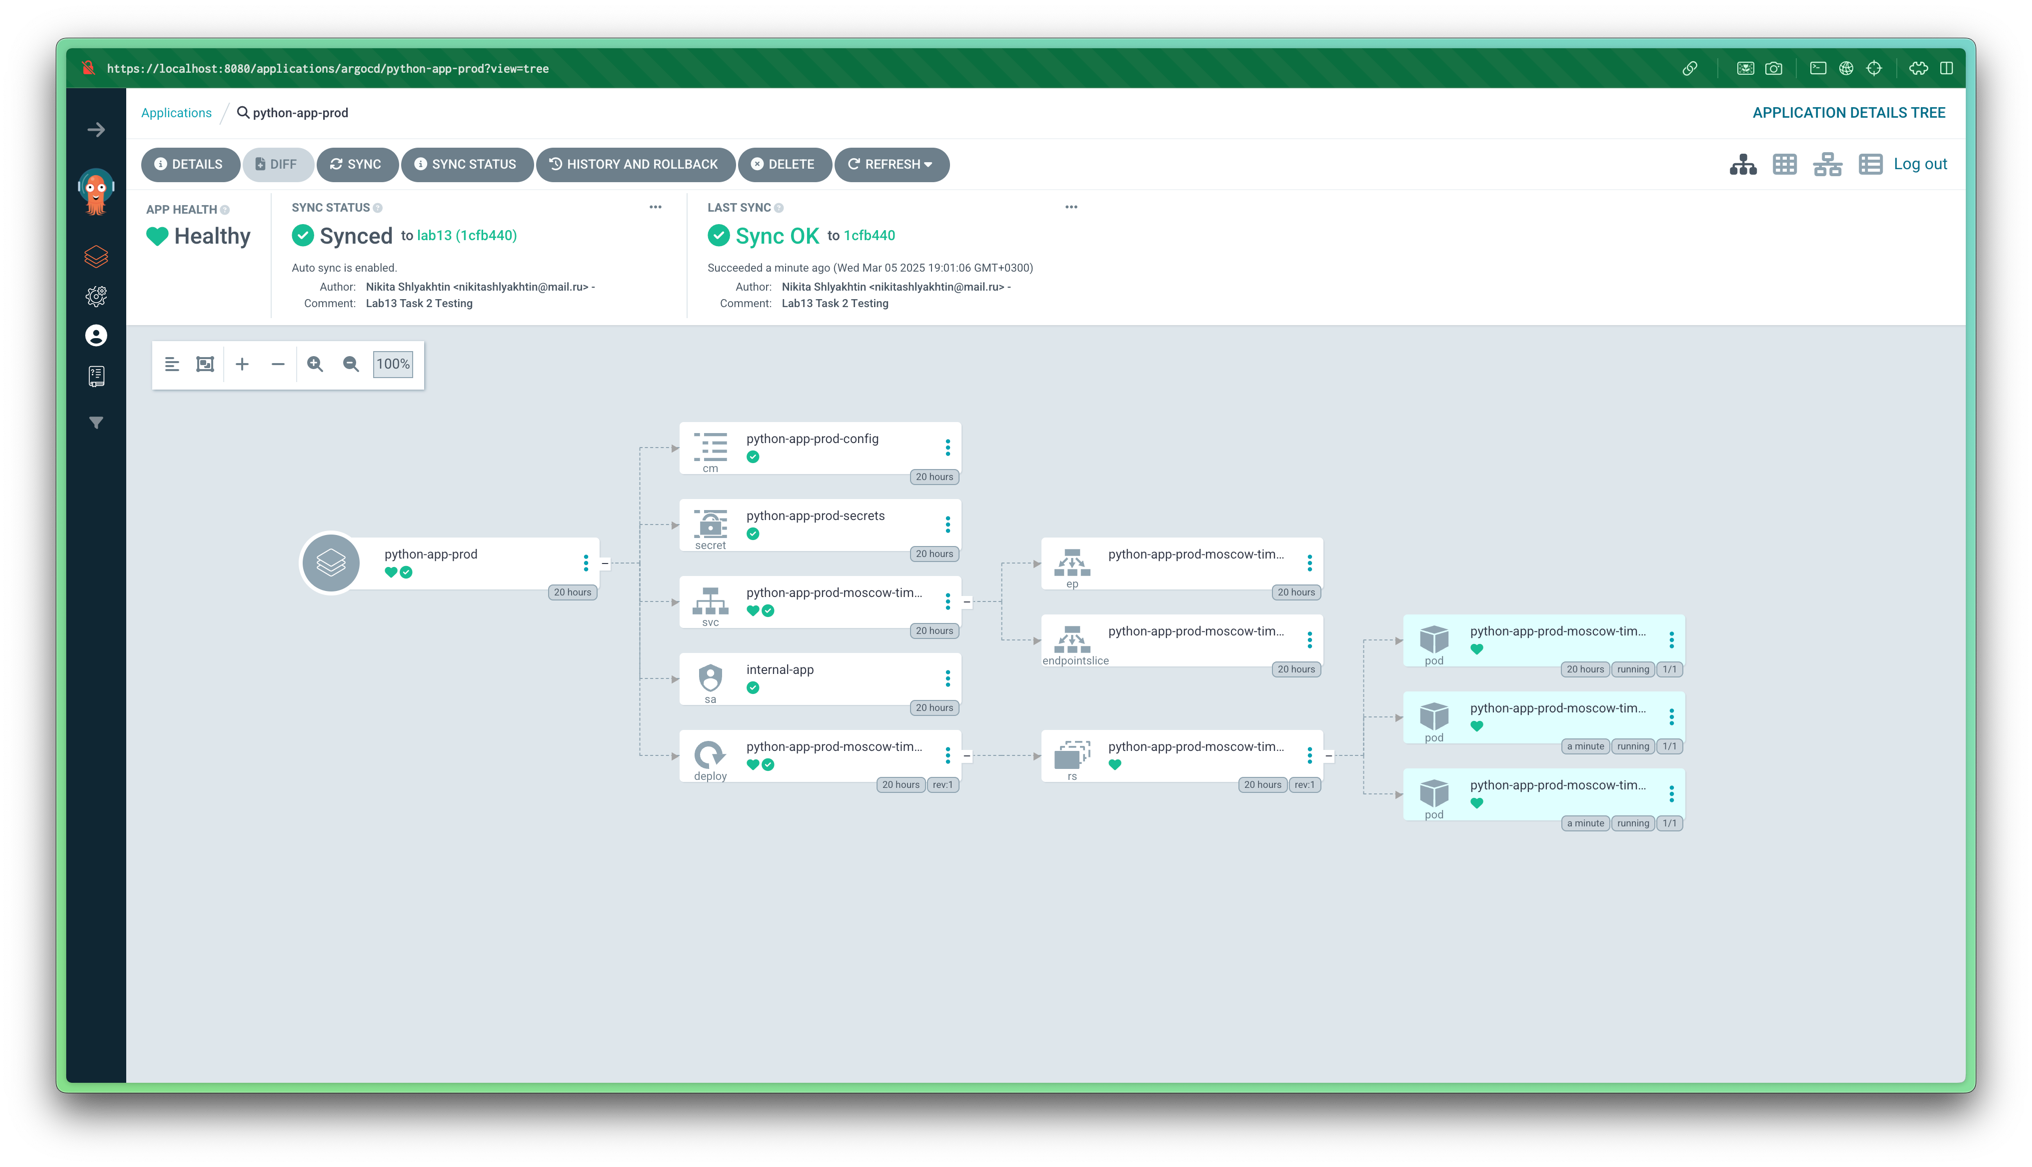 https://localhost:8080/applications/argocd/python-app-prod?view=tree
Applications / python-app-prod
APPLICATION DETAILS TREE
DETAILS DIFF SYNC SYNC STATUS HISTORY AND ROLLBACK DELETE REFRESH
Log out
APP HEALTH
Healthy
SYNC STATUS
Synced to lab13 (1cfb440)
Auto sync is enabled.
Author: Nikita Shlyakhtin <nikitashlyakhtin@mail.ru> -
Comment: Lab13 Task 2 Testing
LAST SYNC
Sync OK to 1cfb440
Succeeded a minute ago (Wed Mar 05 2025 19:01:06 GMT+0300)
Author: Nikita Shlyakhtin <nikitashlyakhtin@mail.ru> -
Comment: Lab13 Task 2 Testing
100%
python-app-prod
20 hours
python-app-prod-config
cm
20 hours
python-app-prod-secrets
secret
20 hours
python-app-prod-moscow-tim...
svc
20 hours
internal-app
sa
20 hours
python-app-prod-moscow-tim...
deploy
20 hours rev:1
python-app-prod-moscow-tim...
ep
20 hours
python-app-prod-moscow-tim...
endpointslice
20 hours
python-app-prod-moscow-tim...
rs
20 hours rev:1
python-app-prod-moscow-tim...
pod
20 hours running 1/1
python-app-prod-moscow-tim...
pod
a minute running 1/1
python-app-prod-moscow-tim...
pod
a minute running 1/1